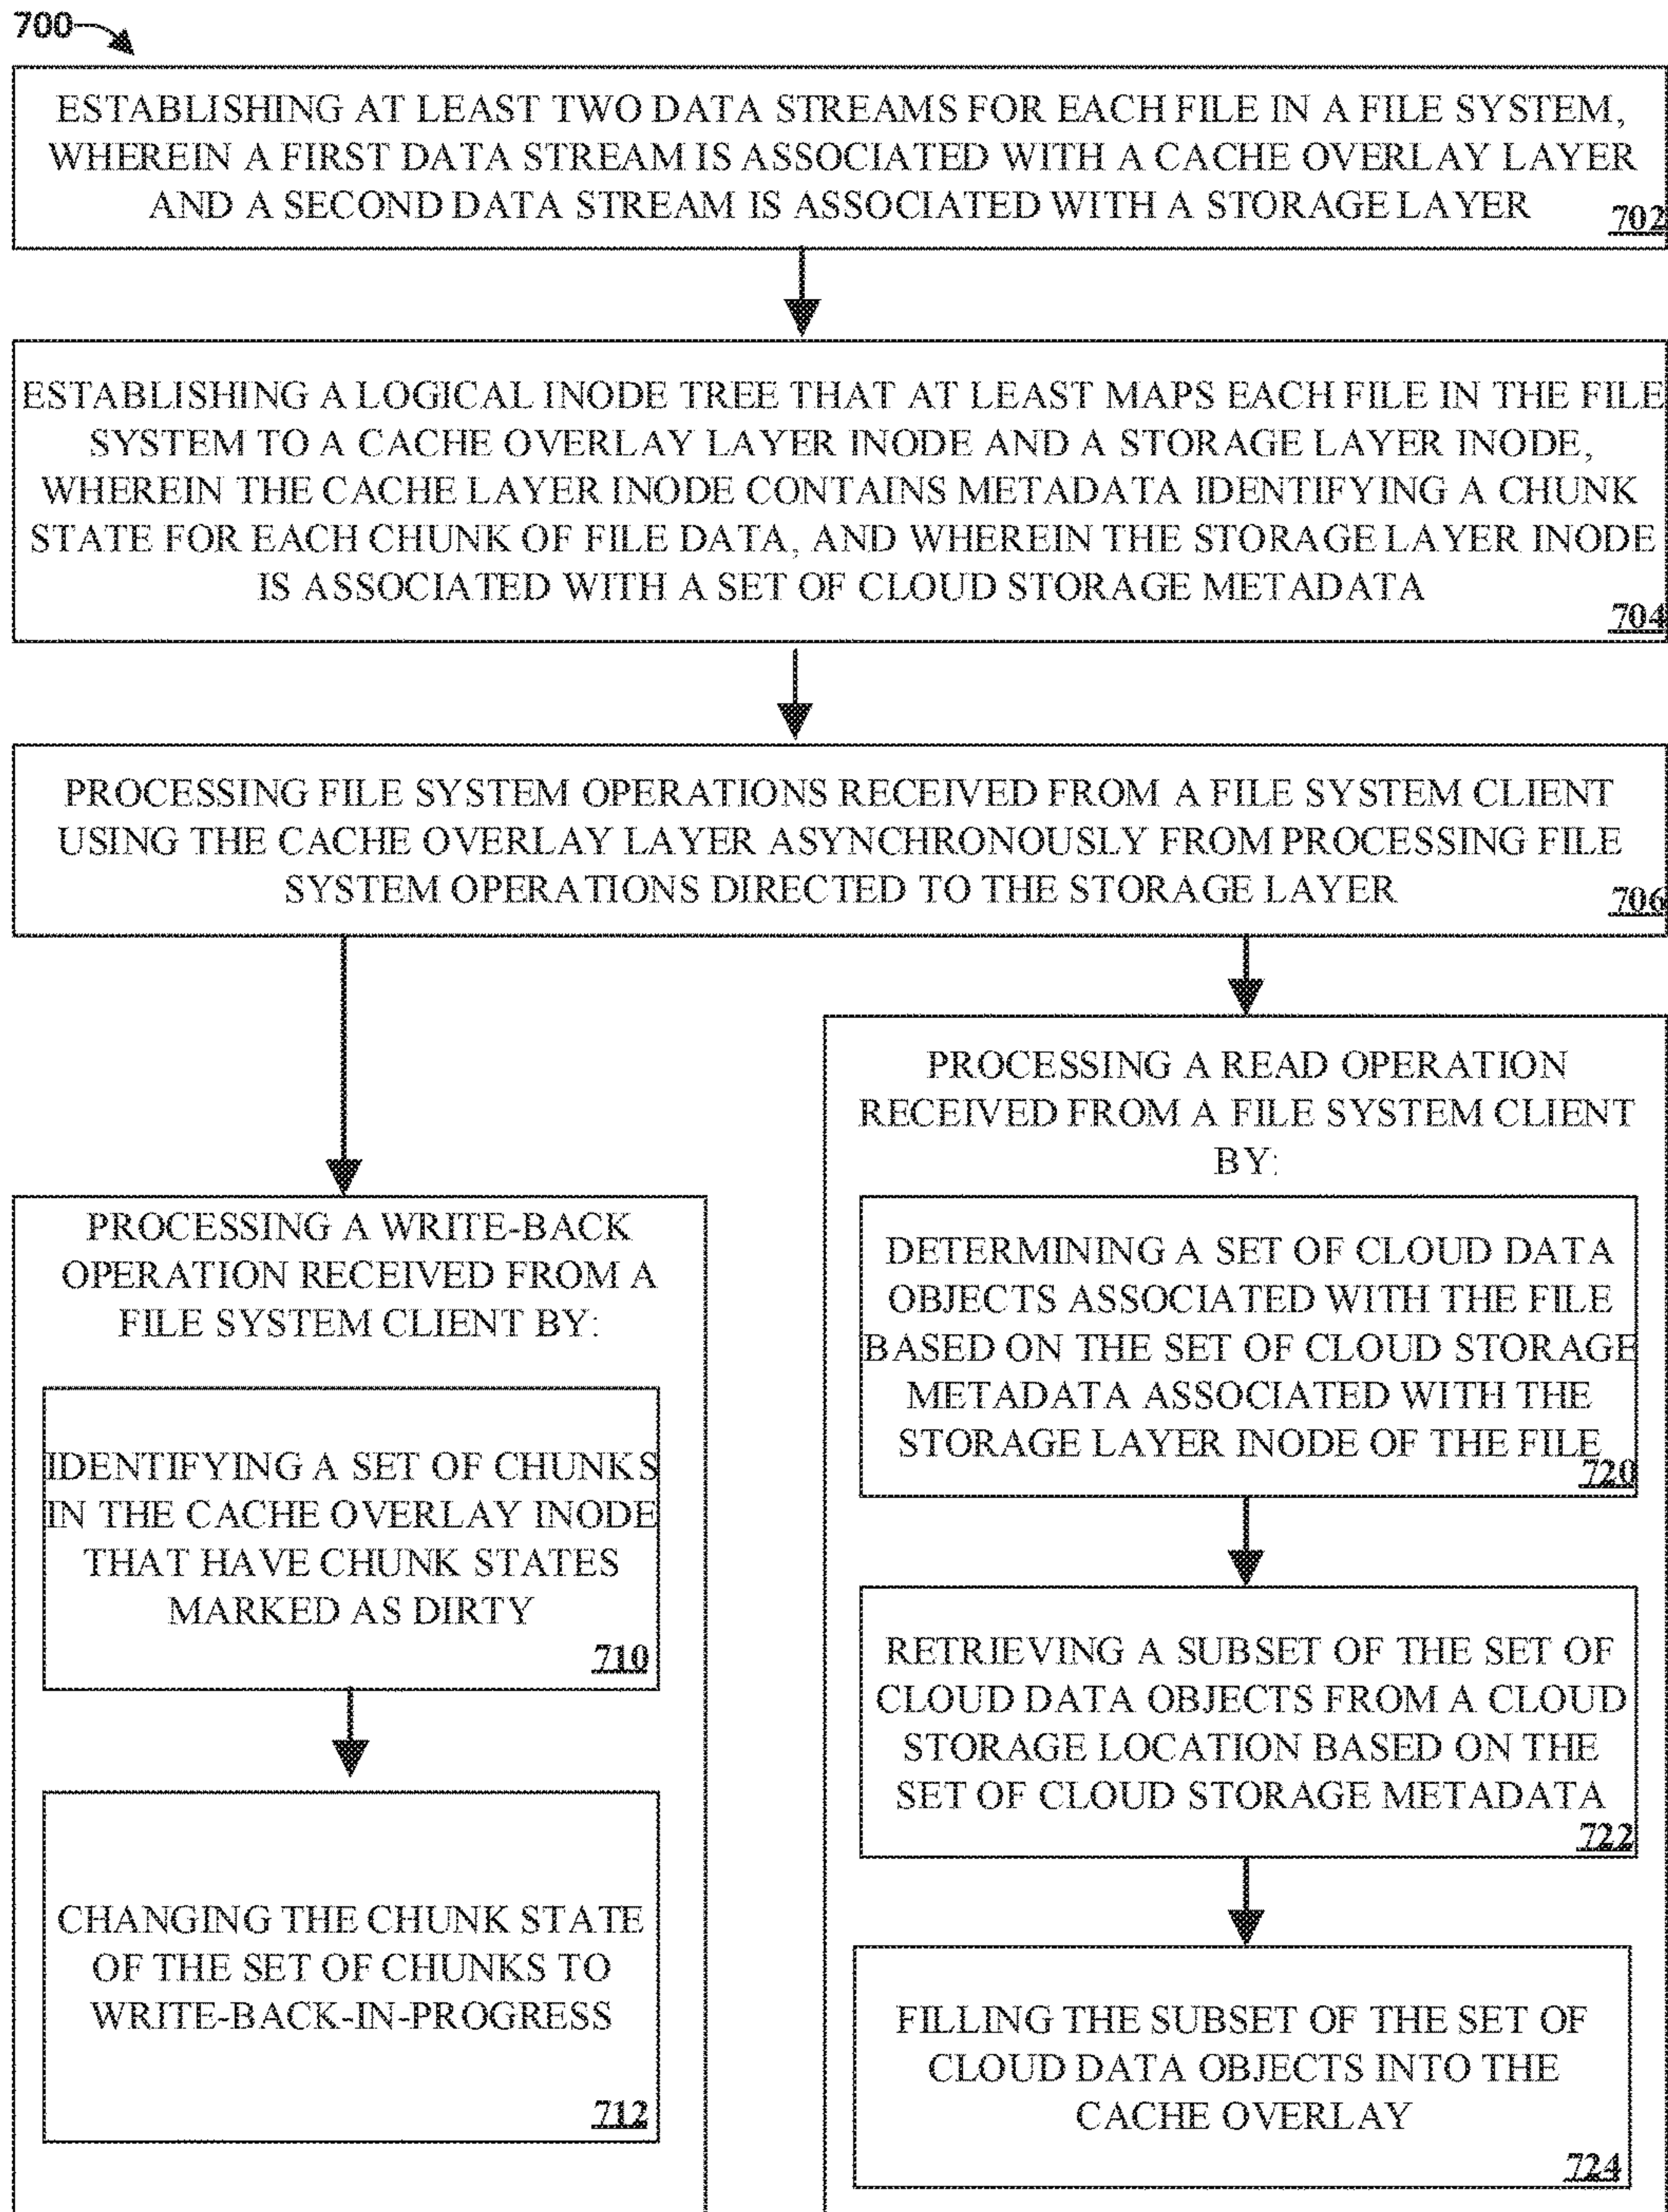 700
ESTABLISHING AT LEAST TWO DATA STREAMS FOR EACH FILE IN A FILE SYSTEM,
WHEREIN A FIRST DATA STREAM IS ASSOCIATED WITH A CACHE OVERLAY LAYER
AND A SECOND DATA STREAM IS ASSOCIATED WITH A STORAGE LAYER
702
ESTABLISHING A LOGICAL INODE TREE THAT AT LEAST MAPS EACH FILE IN THE FILE
SYSTEM TO A CACHE OVERLAY LAYER INODE AND A STORAGE LAYER INODE,
WHEREIN THE CACHE LAYER INODE CONTAINS METADATA IDENTIFYING A CHUNK
STATE FOR EACH CHUNK OF FILE DATA, AND WHEREIN THE STORAGE LAYER INODE
IS ASSOCIATED WITH A SET OF CLOUD STORAGE METADATA
704
PROCESSING FILE SYSTEM OPERATIONS RECEIVED FROM A FILE SYSTEM CLIENT
USING THE CACHE OVERLAY LAYER ASYNCHRONOUSLY FROM PROCESSING FILE
SYSTEM OPERATIONS DIRECTED TO THE STORAGE LAYER
706
PROCESSING A WRITE-BACK
OPERATION RECEIVED FROM A
FILE SYSTEM CLIENT BY:
IDENTIFYING A SET OF CHUNKS
IN THE CACHE OVERLAY INODE
THAT HAVE CHUNK STATES
MARKED AS DIRTY
710
CHANGING THE CHUNK STATE
OF THE SET OF CHUNKS TO
WRITE-BACK-IN-PROGRESS
712
PROCESSING A READ OPERATION
RECEIVED FROM A FILE SYSTEM CLIENT
BY:
DETERMINING A SET OF CLOUD DATA
OBJECTS ASSOCIATED WITH THE FILE
BASED ON THE SET OF CLOUD STORAGE
METADATA ASSOCIATED WITH THE
STORAGE LAYER INODE OF THE FILE
720
RETRIEVING A SUBSET OF THE SET OF
CLOUD DATA OBJECTS FROM A CLOUD
STORAGE LOCATION BASED ON THE
SET OF CLOUD STORAGE METADATA
722
FILLING THE SUBSET OF THE SET OF
CLOUD DATA OBJECTS INTO THE
CACHE OVERLAY
724